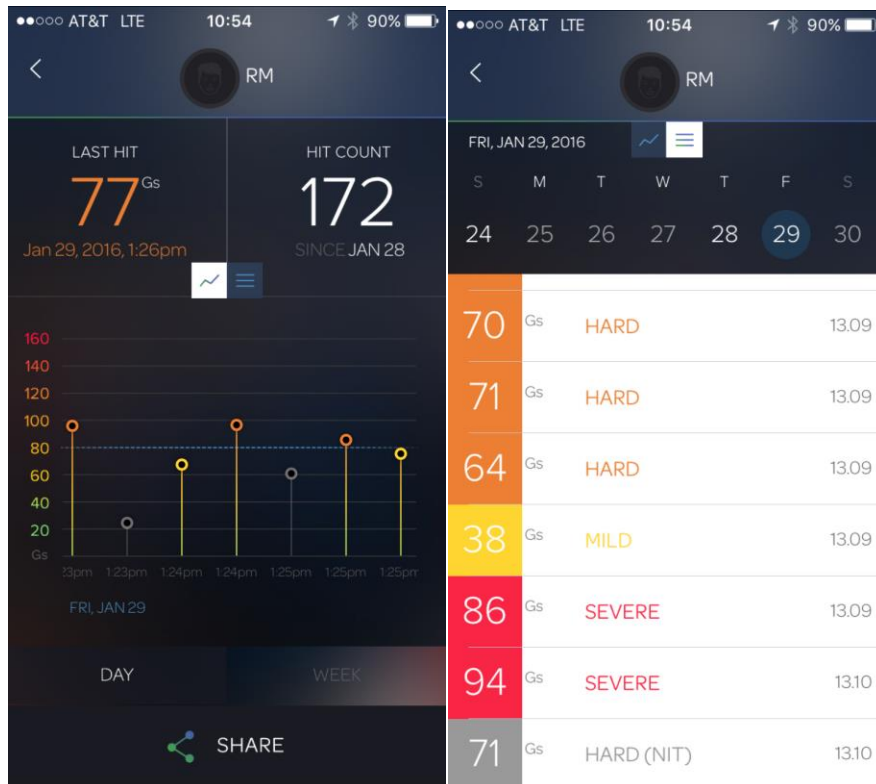 AT&T LTE 10:54 90%
RM
LAST HIT
77 Gs
Jan 29, 2016, 1:26pm
HIT COUNT
172
SINCE JAN 28
160
140
120
100
80
60
40
20
Gs
23pm 1:23pm 1:24pm 1:24pm 1:25pm 1:25pm 1:25pm
FRI, JAN 29
DAY WEEK
SHARE
AT&T LTE 10:54 90%
RM
FRI, JAN 29, 2016
S M T W T F S
24 25 26 27 28 29 30
70 Gs HARD 13.09
71 Gs HARD 13.09
64 Gs HARD 13.09
38 Gs MILD 13.09
86 Gs SEVERE 13.09
94 Gs SEVERE 13.10
71 Gs HARD (NIT) 13.10